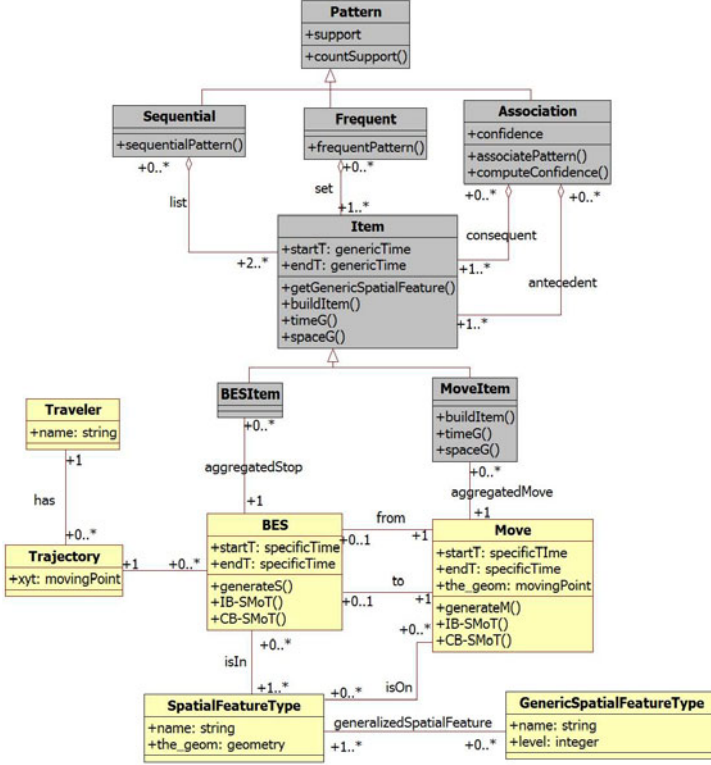 Pattern
+support
+countSupport()
Sequential
+sequentialPattern()
Frequent
+frequentPattern()
Association
+confidence
+associatePattern()
+computeConfidence()
+0..*
+0..*
+0..*
+0..*
list
set
consequent
antecedent
+1..*
+2..*
+1..*
+1..*
Item
+startT: genericTime
+endT: genericTime
+getGenericSpatialFeature()
+buildItem()
+timeG()
+spaceG()
BESItem
MoveItem
+buildItem()
+timeG()
+spaceG()
Traveler
+name: string
+1
has
+0..*
Trajectory
+xyt: movingPoint
+1
+0..*
+0..*
aggregatedStop
+1
+0..*
aggregatedMove
+1
BES
+startT: specificTime
+endT: specificTime
+generateS()
+IB-SMoT()
+CB-SMoT()
from
+0..1
+1
to
+0..1
+1
Move
+startT: specificTIme
+endT: specificTime
+the_geom: movingPoint
+generateM()
+IB-SMoT()
+CB-SMoT()
+0..*
isIn
+1..*
+0..*
isOn
+0..*
SpatialFeatureType
+name: string
+the_geom: geometry
generalizedSpatialFeature
+1..*
+0..*
GenericSpatialFeatureType
+name: string
+level: integer